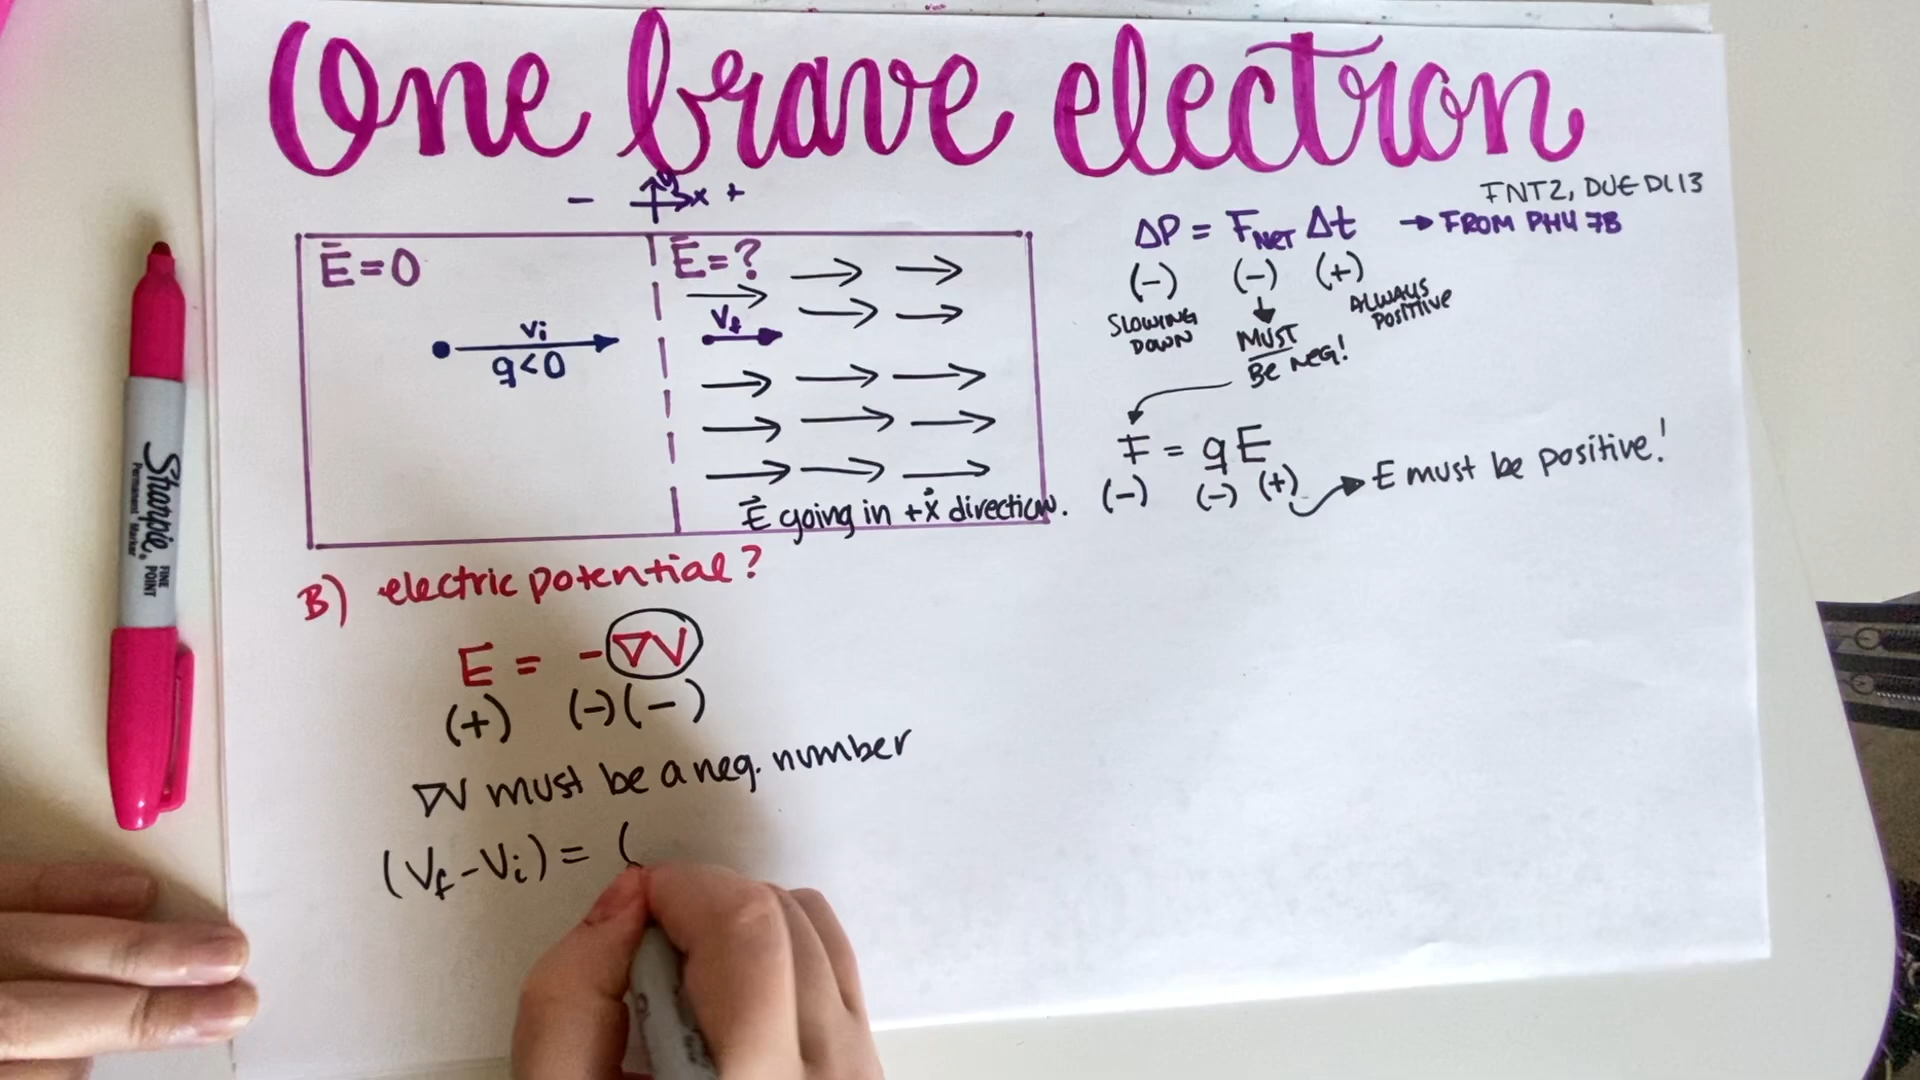 One brave electron
FNT2, DUE DL13
- y x +
E⃗=0
E⃗=?
vi
q<0
vf
E⃗ going in +x direction.
ΔP = FNET Δt → FROM PHY 7B
(-) (-) (+)
SLOWING DOWN
MUST BE NEG!
ALWAYS POSITIVE
F = qE
(-) (-) (+) → E must be positive!
B) electric potential?
E = -∇V
(+) (-)(-)
∇V must be a neg. number
(Vf-Vi) = (
Sharpie.
Permanent Marker
FINE POINT